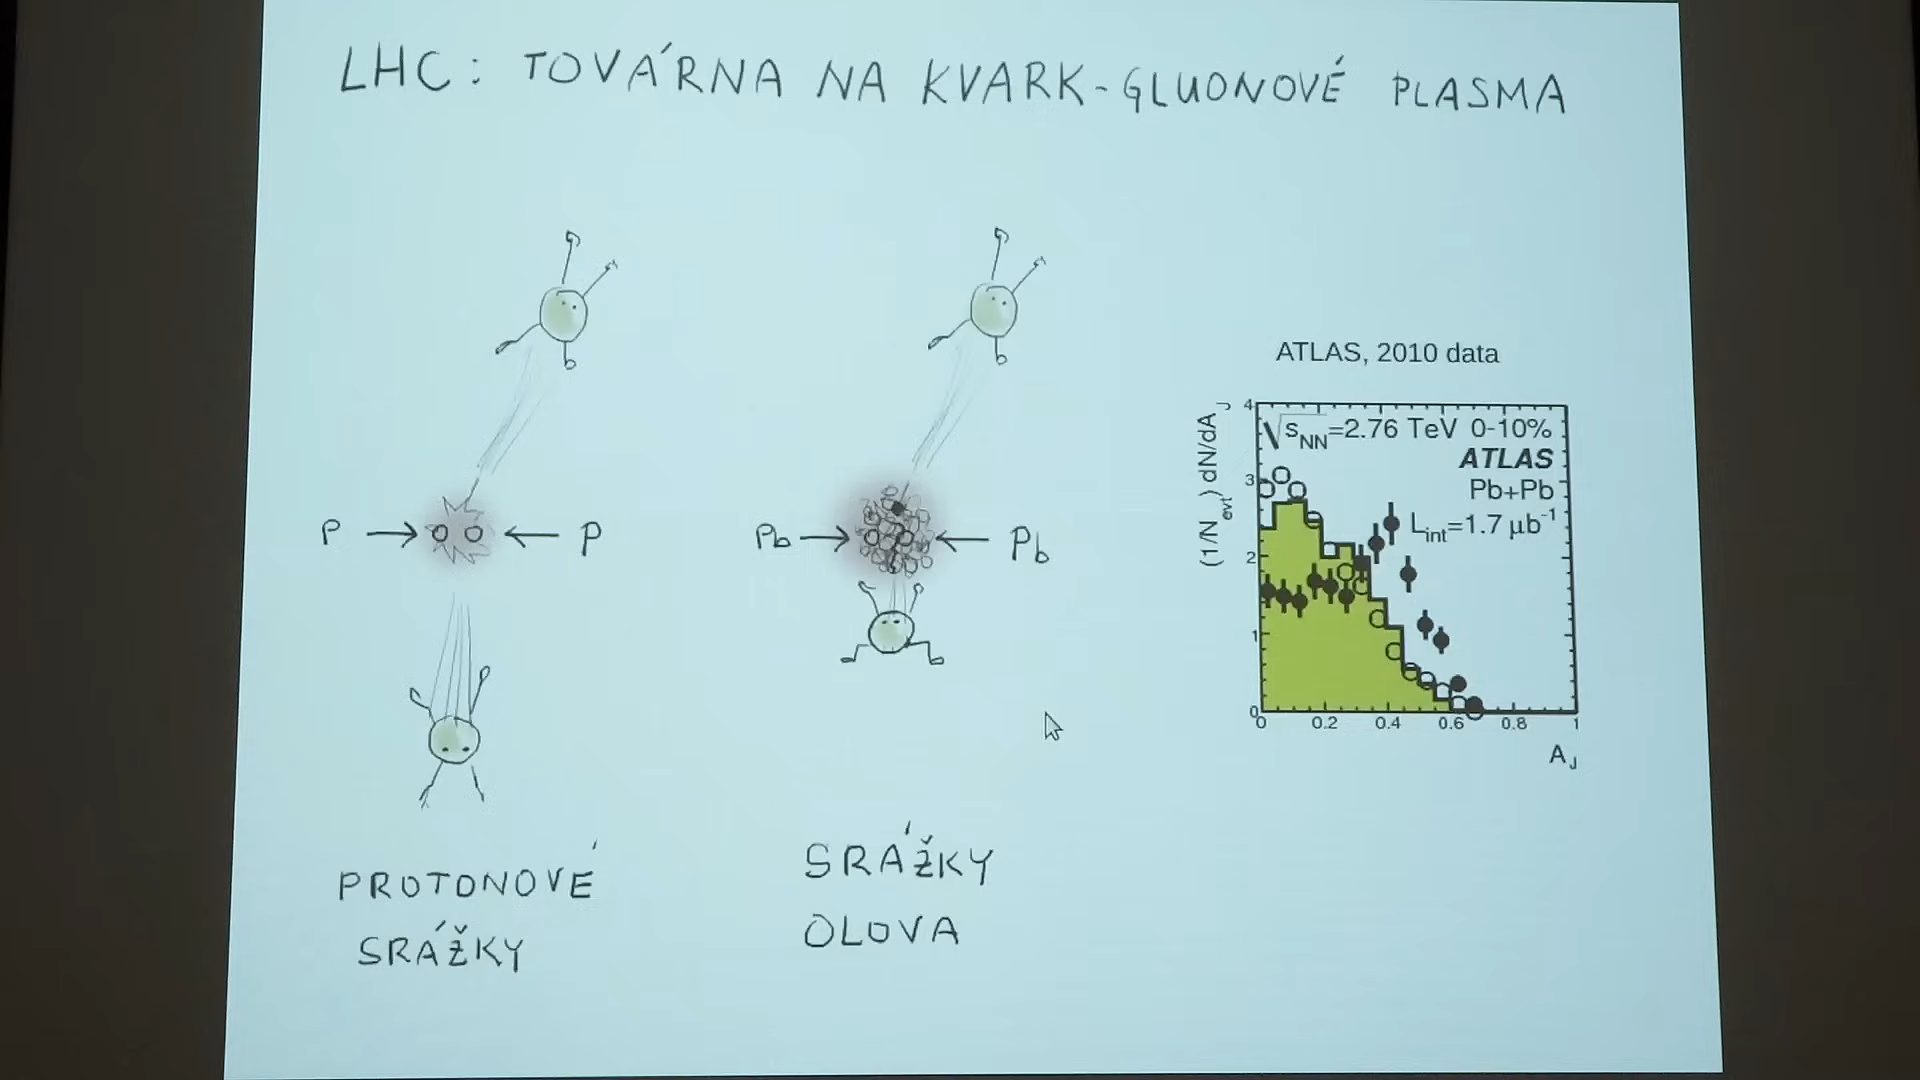 LHC: TOVÁRNA NA KVARK-GLUONOVÉ PLASMA
P
P
PROTONOVÉ
SRÁŽKY
Pb
Pb
SRÁŽKY
OLOVA
ATLAS, 2010 data
√sNN=2.76 TeV 0-10%
ATLAS
Pb+Pb
Lint=1.7 μb-1
(1/Nevt) dN/dAJ
4
3
2
1
0
0 0.2 0.4 0.6 0.8 1
AJ